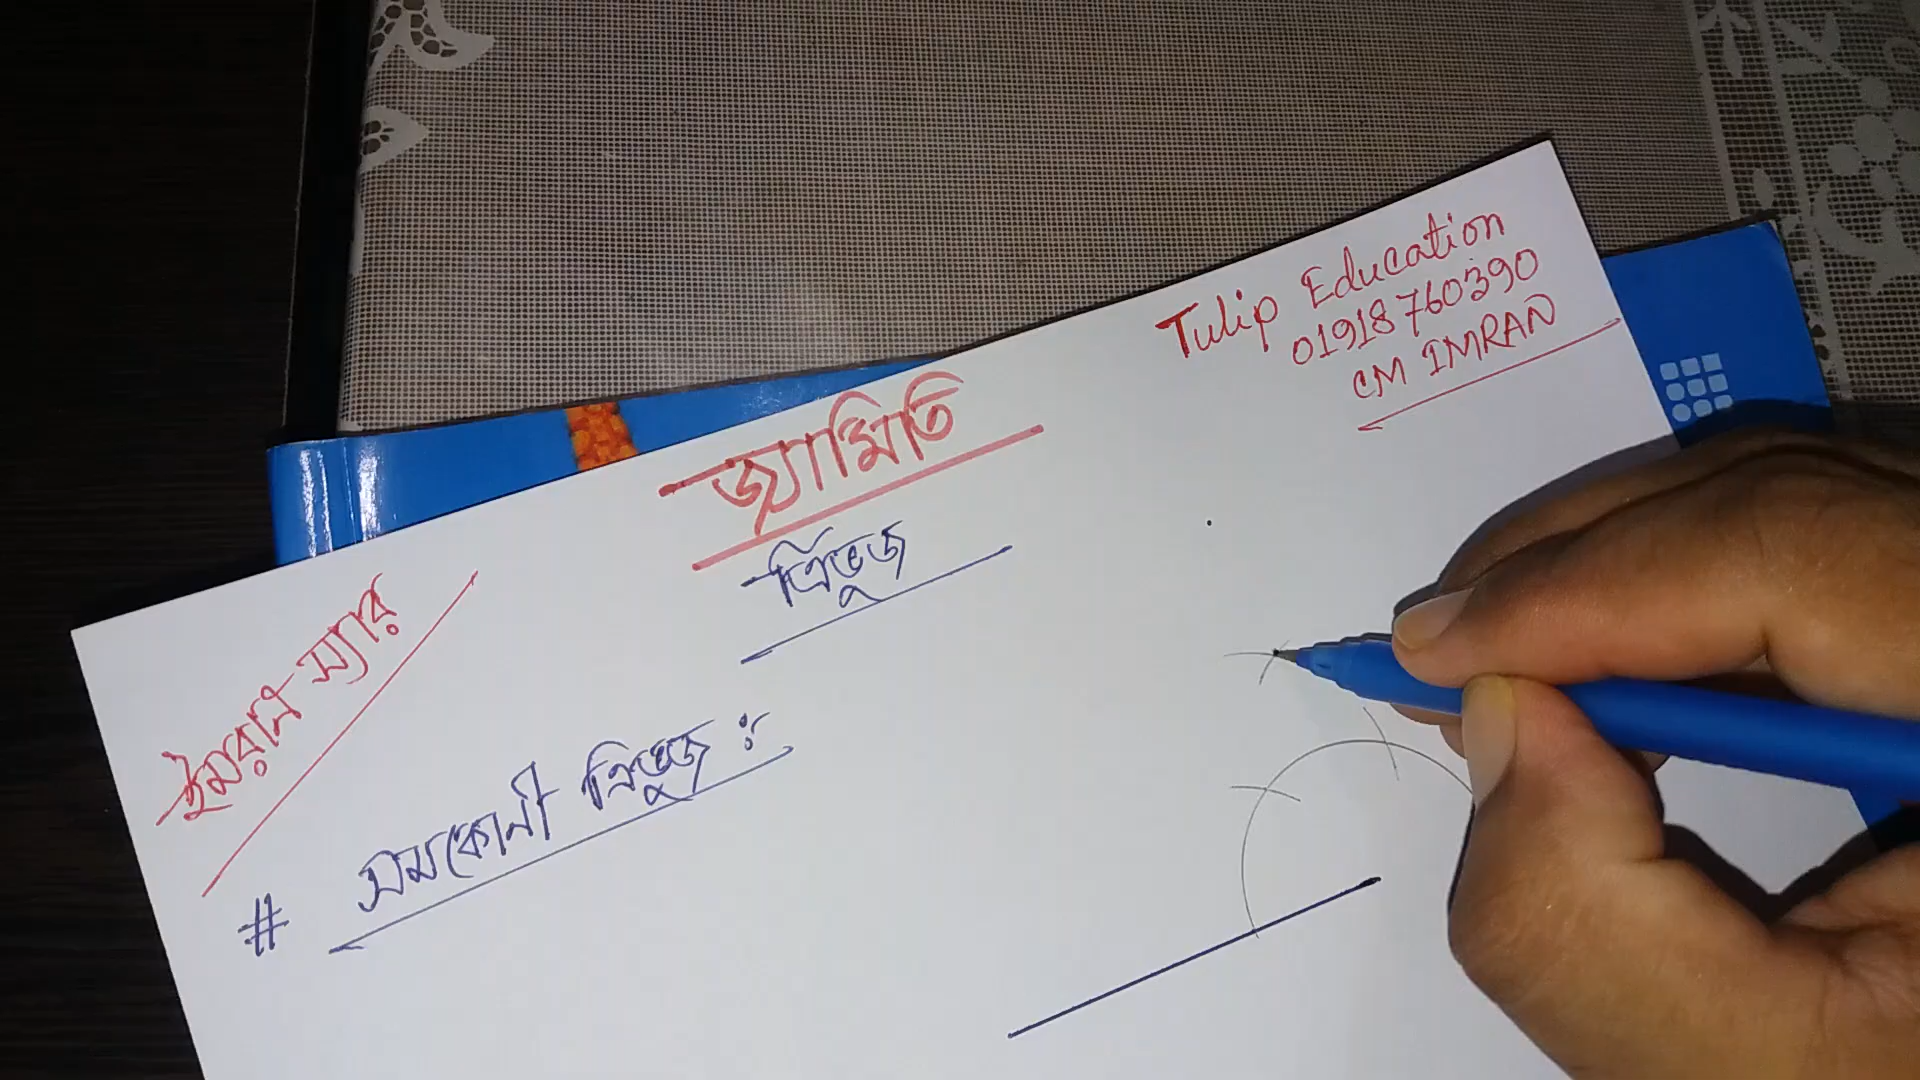 Tulip Education
01918760390
CM IMRAN
জ্যামিতি
ত্রিভুজ
ইমরান স্যার
# সমকোনী ত্রিভুজ :